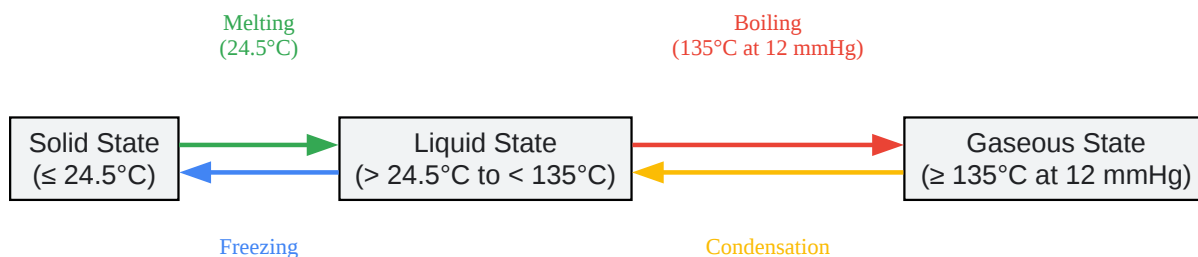 Melting
(24.5°C)
Boiling
(135°C at 12 mmHg)
Solid State
(≤ 24.5°C)
Liquid State
(> 24.5°C to < 135°C)
Gaseous State
(≥ 135°C at 12 mmHg)
Freezing
Condensation